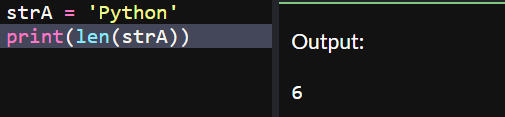 strA = 'Python'
print(len(strA))
Output:
6